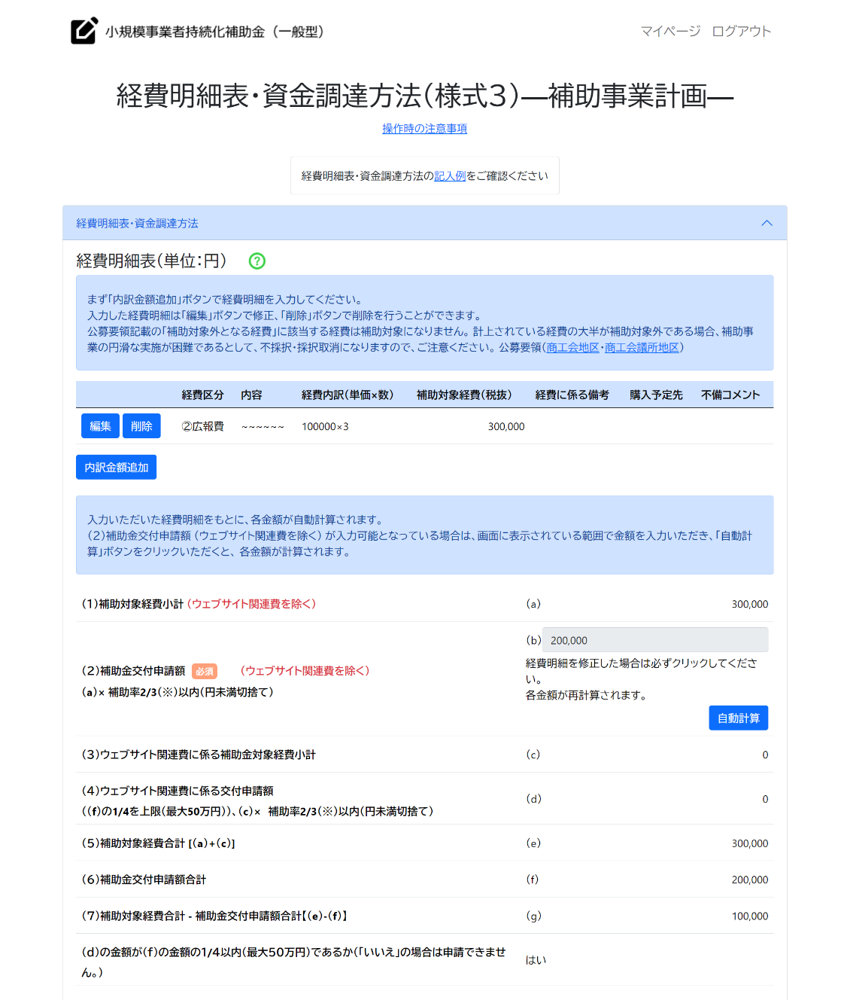 小規模事業者持続化補助金（一般型）
マイページ ログアウト
経費明細表・資金調達方法（様式3）―補助事業計画―
操作時の注意事項
経費明細表・資金調達方法の記入例をご確認ください
経費明細表・資金調達方法
経費明細表（単位：円） ?
まず「内訳金額追加」ボタンで経費明細を入力してください。
入力した経費明細は「編集」ボタンで修正、「削除」ボタンで削除を行うことができます。
公募要領記載の「補助対象外となる経費」に該当する経費は補助対象になりません。計上されている経費の大半が補助対象外である場合、補助事
業の円滑な実施が困難であるとして、不採択・採択取消になりますので、ご注意ください。公募要領（商工会地区・商工会議所地区）
経費区分 内容 経費内訳（単価×数） 補助対象経費（税抜） 経費に係る備考 購入予定先 不備コメント
編集 削除 ②広報費 ~~~~~~ 100000×3 300,000
内訳金額追加
入力いただいた経費明細をもとに、各金額が自動計算されます。
（2）補助金交付申請額（ウェブサイト関連費を除く）が入力可能となっている場合は、画面に表示されている範囲で金額を入力いただき、「自動計
算」ボタンをクリックいただくと、各金額が計算されます。
（1）補助対象経費小計（ウェブサイト関連費を除く） （a） 300,000
（b） 200,000
経費明細を修正した場合は必ずクリックしてくださ
い。
各金額が再計算されます。
自動計算
（2）補助金交付申請額 必須 （ウェブサイト関連費を除く）
（a）× 補助率2/3（※）以内（円未満切捨て）
（3）ウェブサイト関連費に係る補助金対象経費小計 （c） 0
（4）ウェブサイト関連費に係る交付申請額
（（f）の1/4を上限（最大50万円））、（c）× 補助率2/3（※）以内（円未満切捨て）
（d） 0
（5）補助対象経費合計 [（a）+（c）] （e） 300,000
（6）補助金交付申請額合計 （f） 200,000
（7）補助対象経費合計 - 補助金交付申請額合計【（e）-（f）】 （g） 100,000
（d）の金額が（f）の金額の1/4以内（最大50万円）であるか（「いいえ」の場合は申請できませ
ん。）
はい